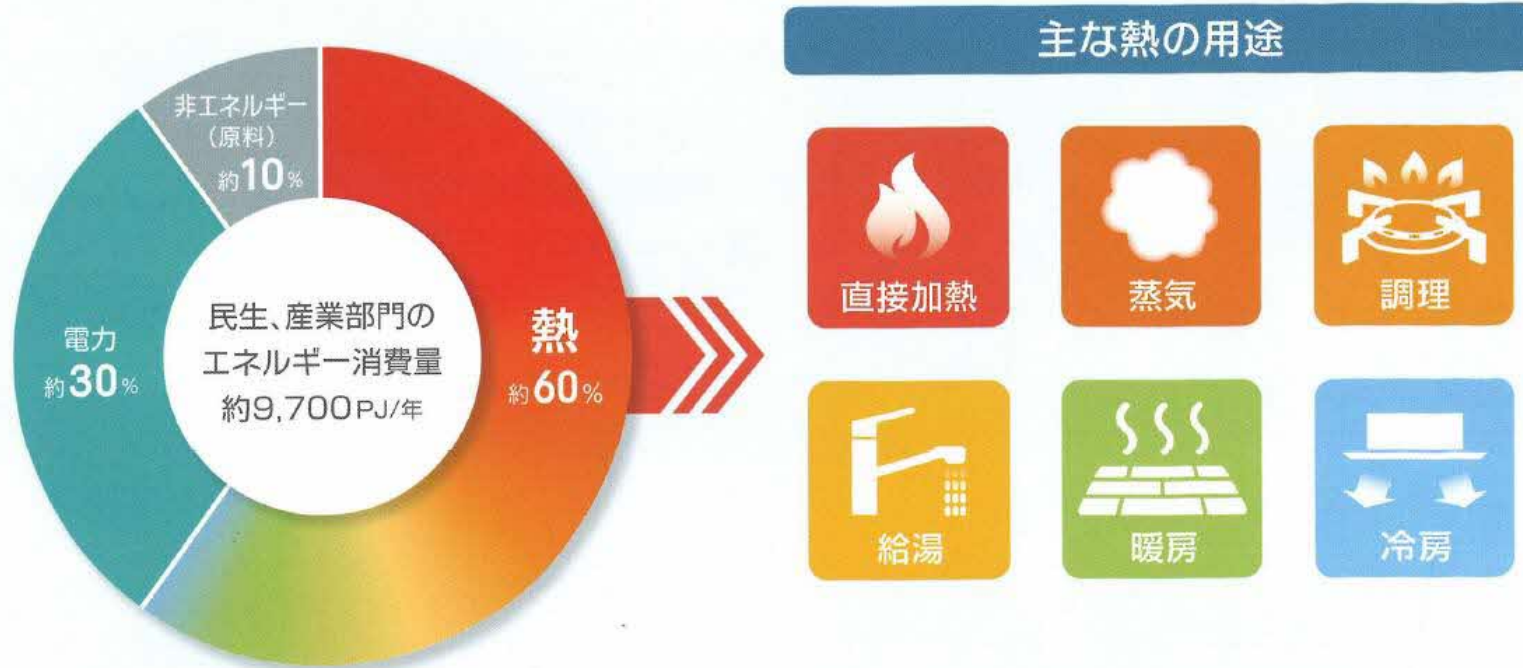 非エネルギー
(原料)
約10%
電力
約30%
民生、産業部門の
エネルギー消費量
約9,700PJ/年
熱
約60%
主な熱の用途
直接加熱
蒸気
調理
給湯
暖房
冷房